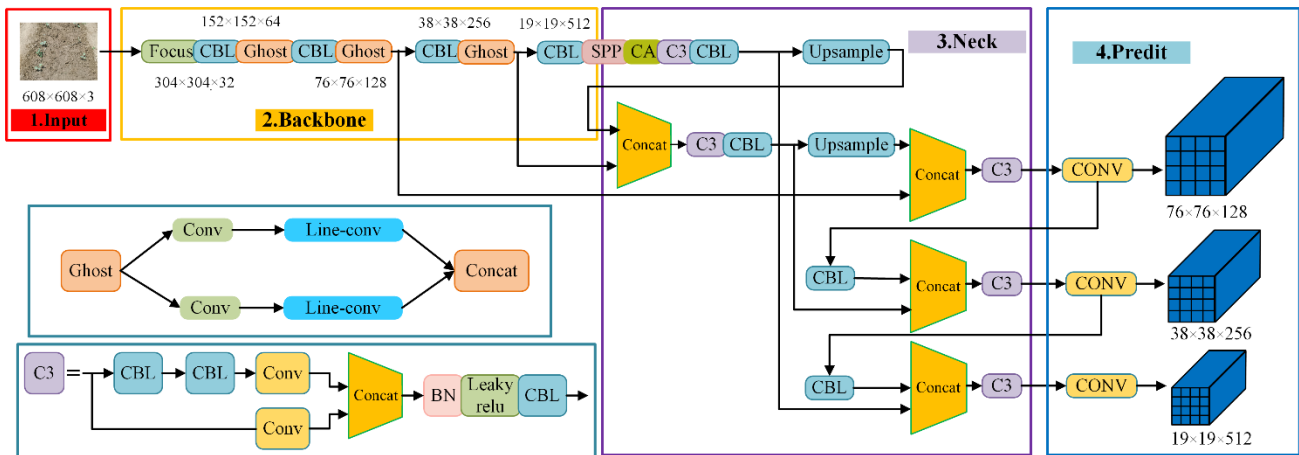 152×152×64
38×38×256
19×19×512
3.Neck
4.Predit
Focus CBL Ghost CBL Ghost CBL Ghost CBL SPP CA C3 CBL Upsample
304×304×32
76×76×128
608×608×3
1.Input
2.Backbone
Concat C3 CBL Upsample Concat C3 CONV
76×76×128
Ghost
Conv Line-conv
Conv Line-conv
Concat
CBL Concat C3 CONV
38×38×256
C3 = CBL CBL Conv
Conv
Concat
BN Leaky relu CBL
CBL Concat C3 CONV
19×19×512